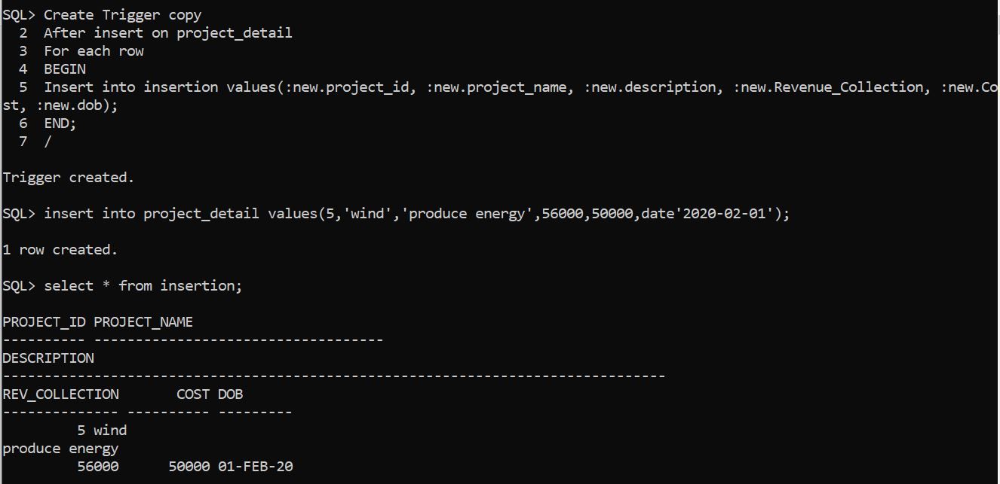 SQL> Create Trigger copy
  2  After insert on project_detail
  3  For each row
  4  BEGIN
  5  Insert into insertion values(:new.project_id, :new.project_name, :new.description, :new.Revenue_Collection, :new.Co
st, :new.dob);
  6  END;
  7  /
Trigger created.
SQL> insert into project_detail values(5,'wind','produce energy',56000,50000,date'2020-02-01');
1 row created.
SQL> select * from insertion;
PROJECT_ID PROJECT_NAME
---------- -----------------------------------
DESCRIPTION
--------------------------------------------------------------------------------
REV_COLLECTION       COST DOB
-------------- ---------- ---------
         5 wind
produce energy
         56000      50000 01-FEB-20